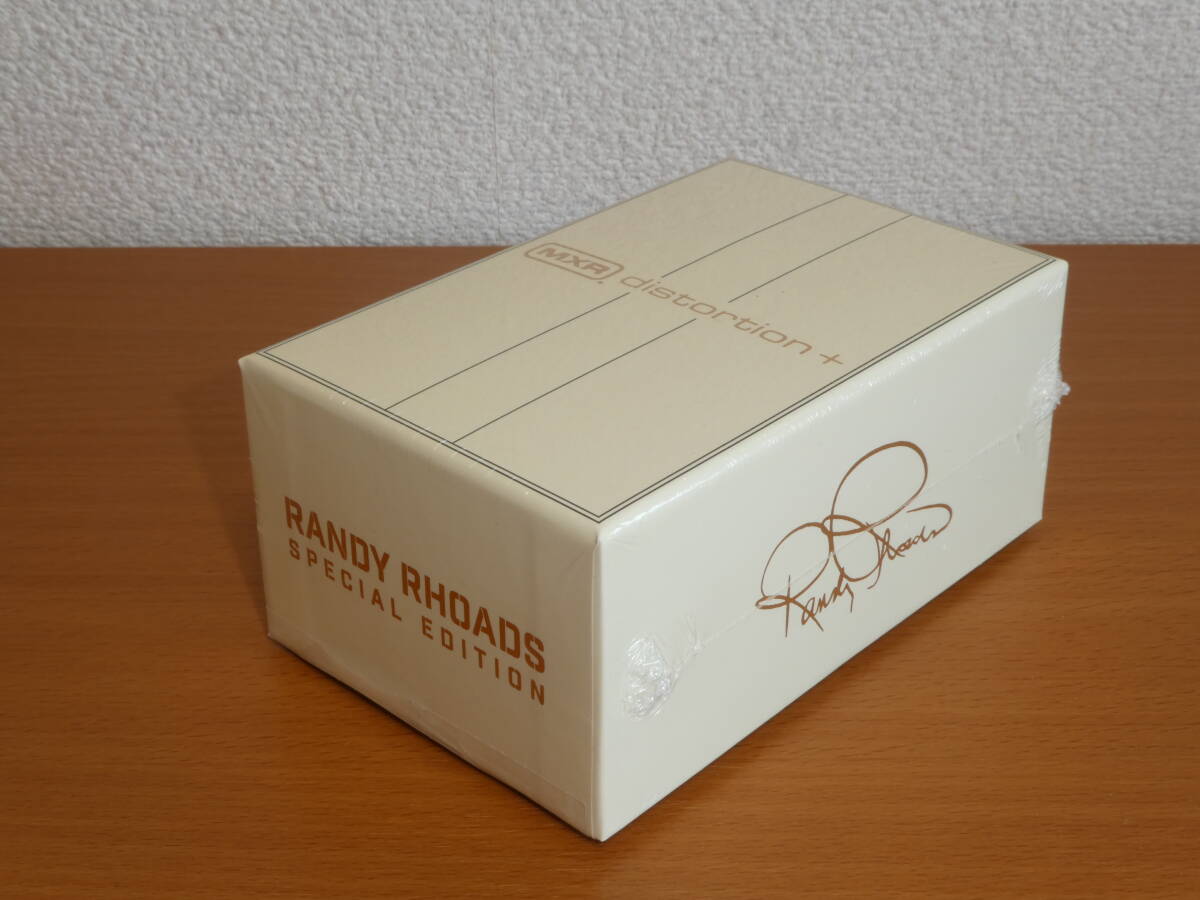 MXR distortion +
RANDY RHOADS
SPECIAL EDITION
Randy Rhoads